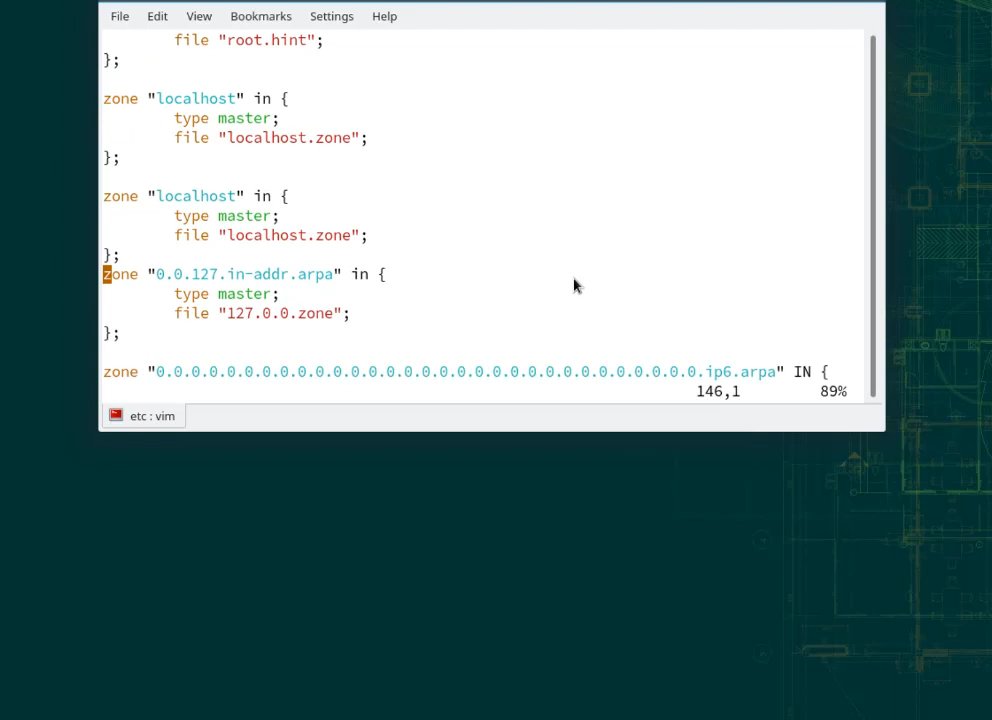 File Edit View Bookmarks Settings Help
file "root.hint";
};
zone "localhost" in {
type master;
file "localhost.zone";
};
zone "localhost" in {
type master;
file "localhost.zone";
};
zone "0.0.127.in-addr.arpa" in {
type master;
file "127.0.0.zone";
};
zone "0.0.0.0.0.0.0.0.0.0.0.0.0.0.0.0.0.0.0.0.0.0.0.0.0.0.0.0.0.0.0.ip6.arpa" IN {
146,1 89%
etc : vim